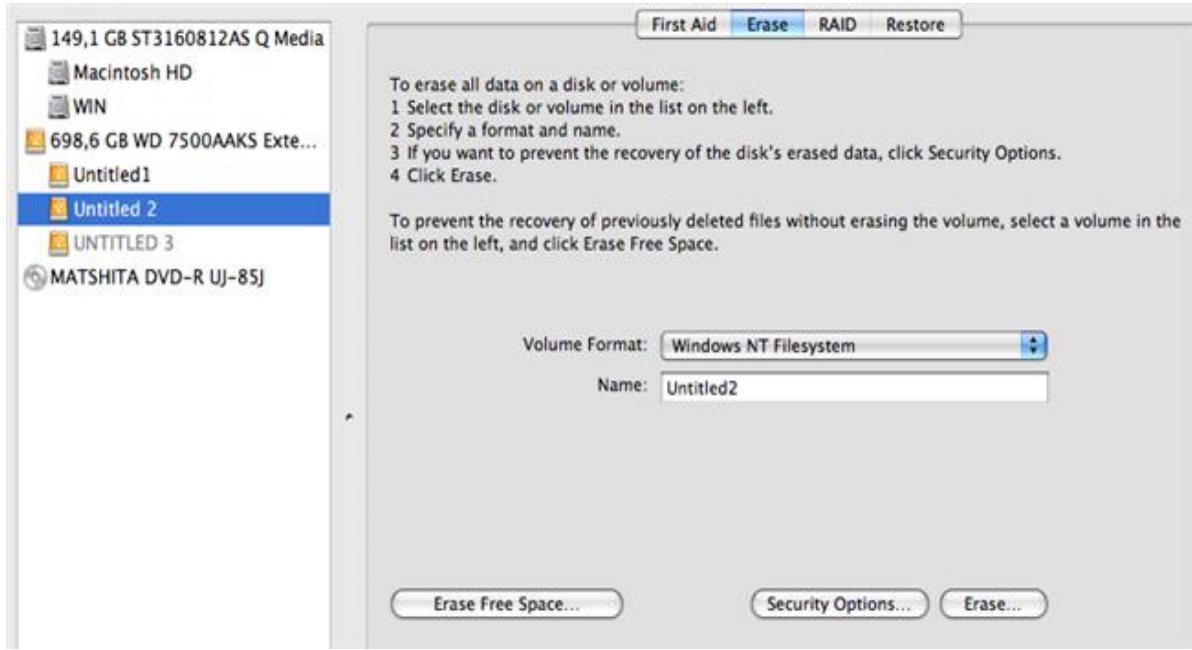 First Aid Erase RAID Restore
149,1 GB ST3160812AS Q Media
Macintosh HD
WIN
698,6 GB WD 7500AAKS Exte...
Untitled1
Untitled 2
UNTITLED 3
MATSHITA DVD-R UJ-85J
To erase all data on a disk or volume:
1 Select the disk or volume in the list on the left.
2 Specify a format and name.
3 If you want to prevent the recovery of the disk's erased data, click Security Options.
4 Click Erase.
To prevent the recovery of previously deleted files without erasing the volume, select a volume in the
list on the left, and click Erase Free Space.
Volume Format: Windows NT Filesystem
Name: Untitled2
Erase Free Space... Security Options... Erase...